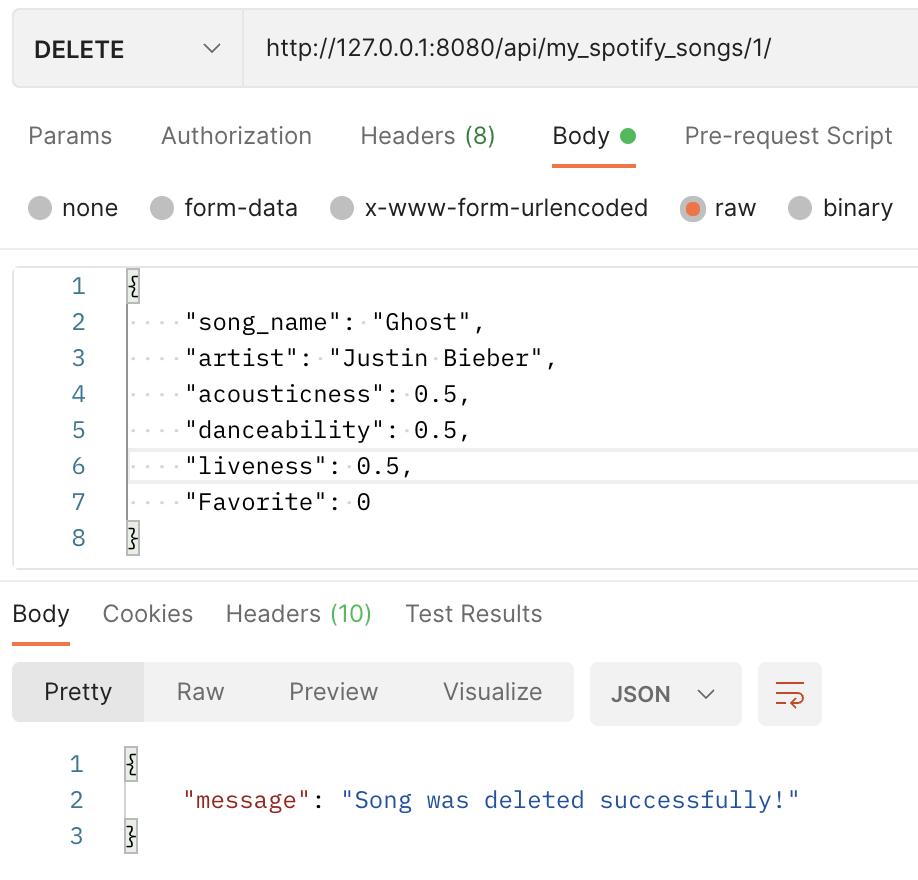 DELETE http://127.0.0.1:8080/api/my_spotify_songs/1/
Params Authorization Headers (8) Body Pre-request Script
none form-data x-www-form-urlencoded raw binary
1 {
2 "song_name": "Ghost",
3 "artist": "Justin Bieber",
4 "acousticness": 0.5,
5 "danceability": 0.5,
6 "liveness": 0.5,
7 "Favorite": 0
8 }
Body Cookies Headers (10) Test Results
Pretty Raw Preview Visualize JSON
1 {
2 "message": "Song was deleted successfully!"
3 }